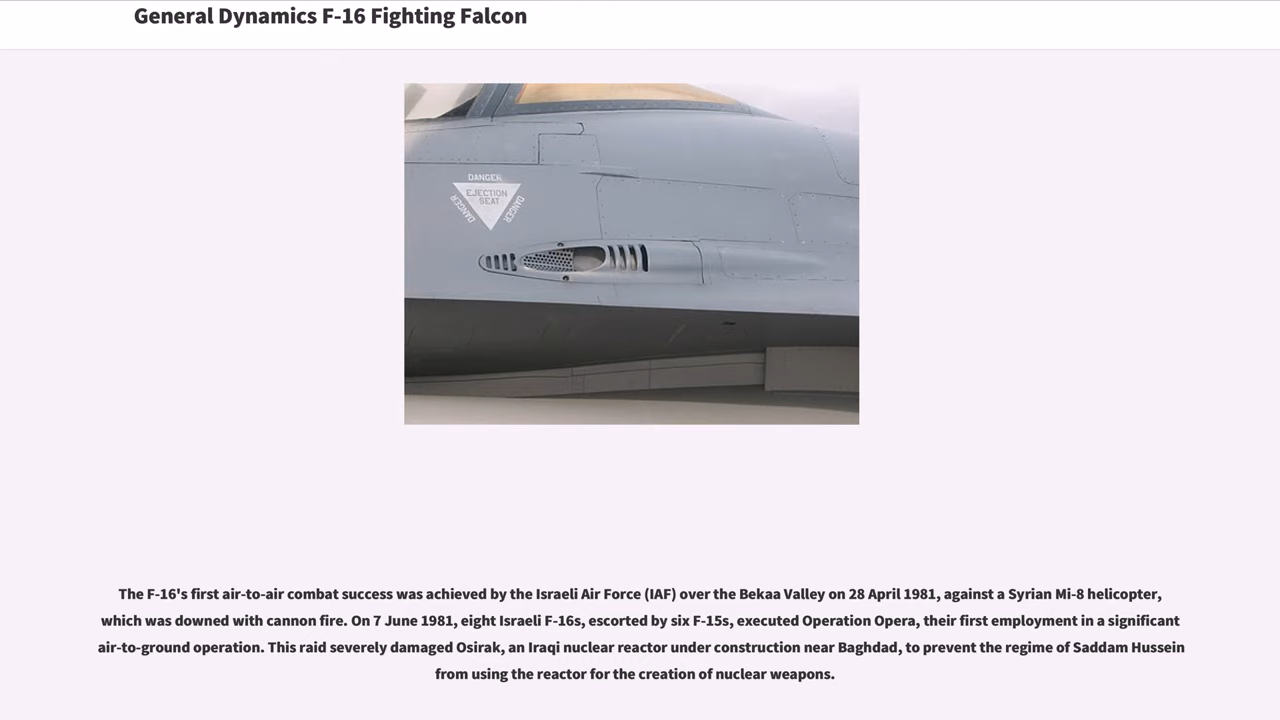 General Dynamics F-16 Fighting Falcon
DANGER
EJECTION
SEAT
DANGER
DANGER
The F-16's first air-to-air combat success was achieved by the Israeli Air Force (IAF) over the Bekaa Valley on 28 April 1981, against a Syrian Mi-8 helicopter,
which was downed with cannon fire. On 7 June 1981, eight Israeli F-16s, escorted by six F-15s, executed Operation Opera, their first employment in a significant
air-to-ground operation. This raid severely damaged Osirak, an Iraqi nuclear reactor under construction near Baghdad, to prevent the regime of Saddam Hussein
from using the reactor for the creation of nuclear weapons.